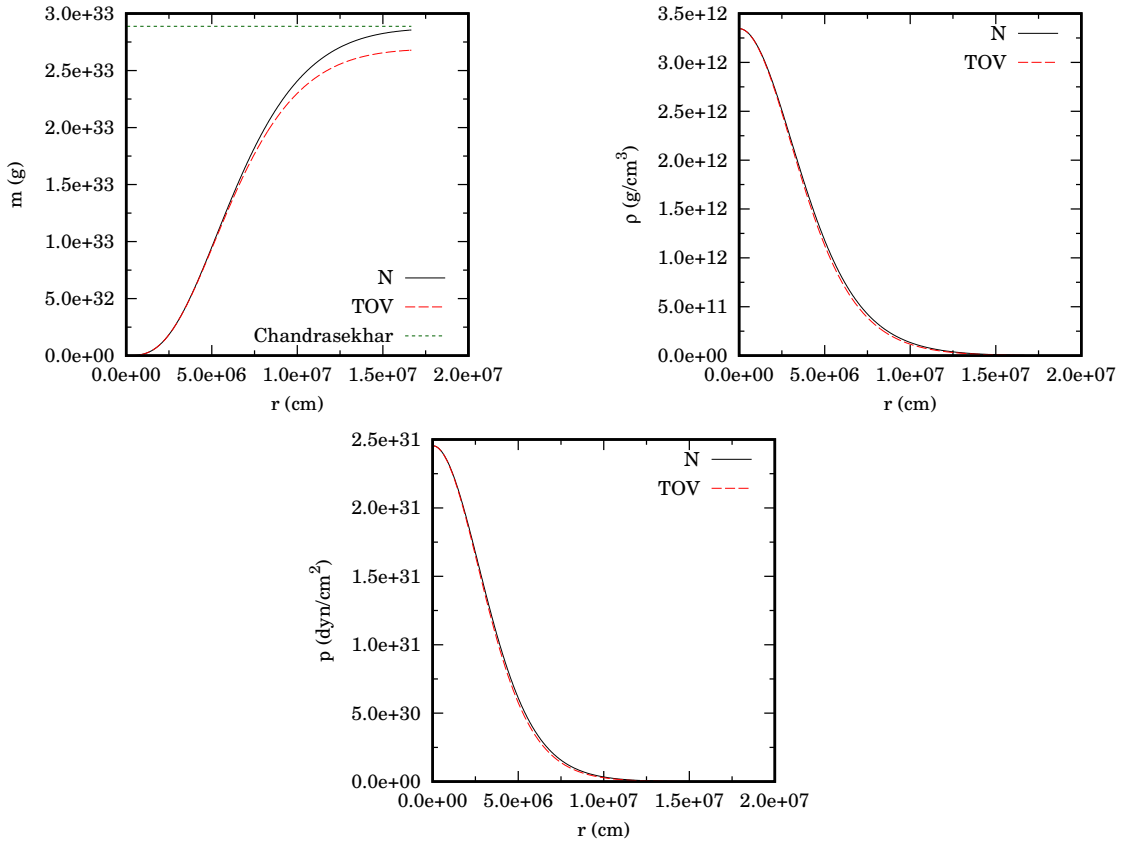 m (g)
3.0e+33
2.5e+33
2.0e+33
1.5e+33
1.0e+33
5.0e+32
0.0e+00
N
TOV
Chandrasekhar
0.0e+00 5.0e+06 1.0e+07 1.5e+07 2.0e+07
r (cm)
ρ (g/cm³)
3.5e+12
3.0e+12
2.5e+12
2.0e+12
1.5e+12
1.0e+12
5.0e+11
0.0e+00
N
TOV
0.0e+00 5.0e+06 1.0e+07 1.5e+07 2.0e+07
r (cm)
p (dyn/cm²)
2.5e+31
2.0e+31
1.5e+31
1.0e+31
5.0e+30
0.0e+00
N
TOV
0.0e+00 5.0e+06 1.0e+07 1.5e+07 2.0e+07
r (cm)